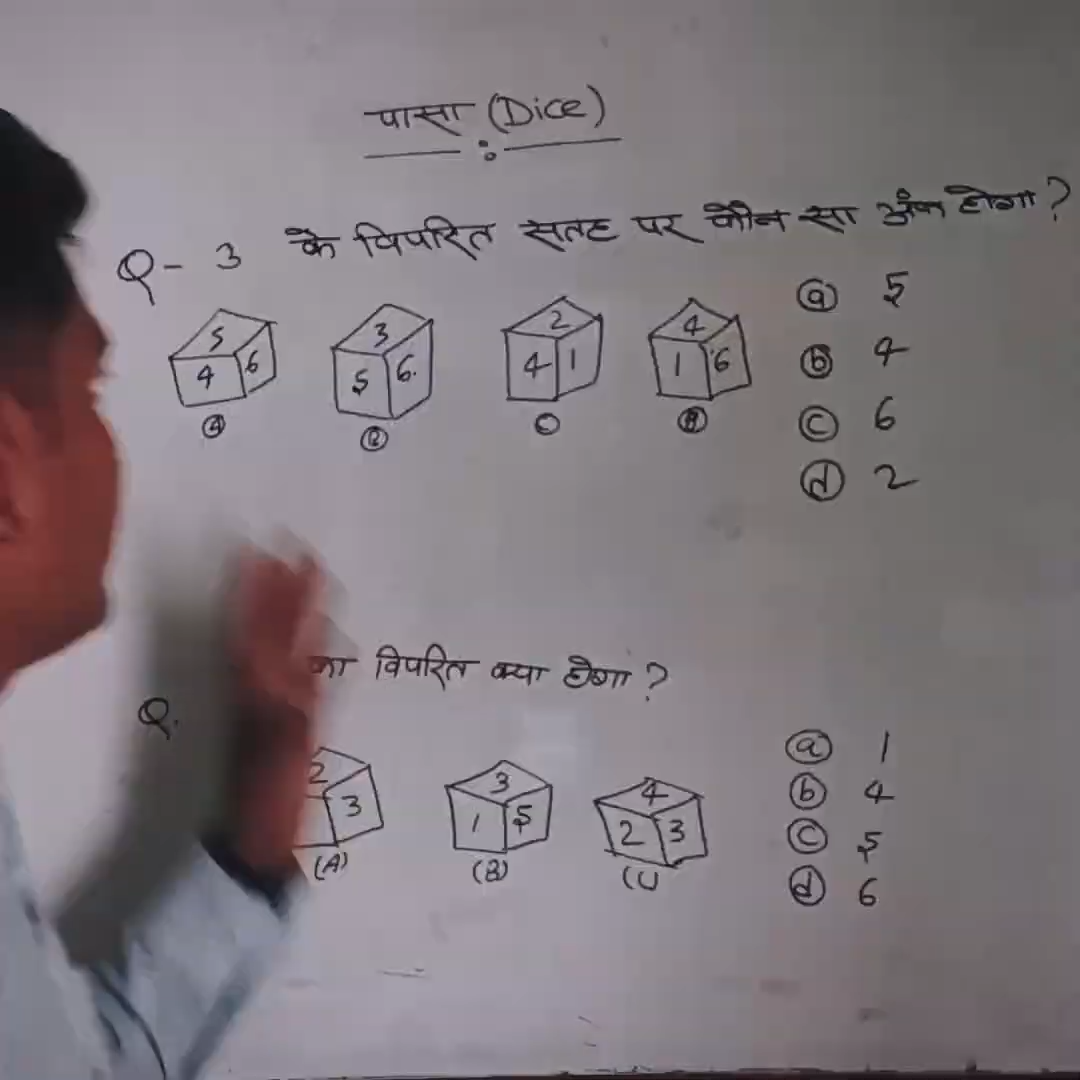 पासा (Dice)
Q- 3 के विपरित सतह पर कौन सा अंक होगा?
5 4 6
3 5 6
2 4 1
4 1 6
A B C
a 5
b 4
c 6
d 2
का विपरित क्या होगा?
Q.
2 3
3 1 5
4 2 3
(A) (B) (C)
a 1
b 4
c 5
d 6